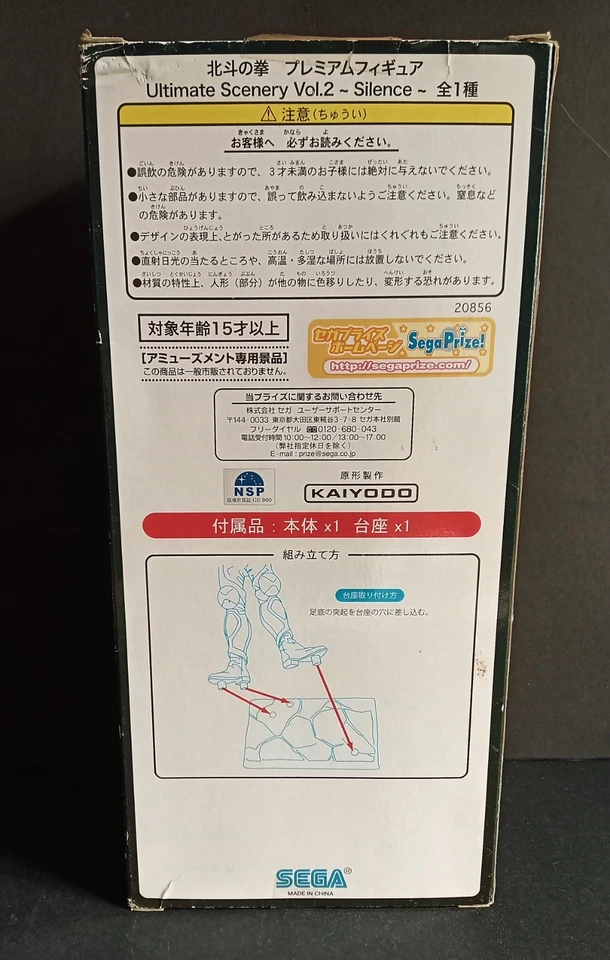 北斗の拳 プレミアムフィギュア
Ultimate Scenery Vol.2 ~ Silence ~ 全1種
⚠ 注意(ちゅうい)
お客様へ 必ずお読みください。
●誤飲の危険がありますので、3才未満のお子様には絶対に与えないでください。
●小さな部品がありますので、誤って飲み込まないようご注意ください。窒息など
の危険があります。
●デザインの表現上、とがった所があるため取り扱いにはくれぐれもご注意ください。
●直射日光の当たるところや、高温・多湿な場所には放置しないでください。
●材質の特性上、人形(部分)が他の物に色移りしたり、変形する恐れがあります。
20856
対象年齢15才以上
【アミューズメント専用景品】
この商品は一般市販されておりません。
セガプライズ
ホームページ
Sega Prize!
http://segaprize.com/
当プライズに関するお問い合わせ先
株式会社 セガ ユーザーサポートセンター
〒144-0033 東京都大田区東糀谷3-7-8 セガ本社別館
フリーダイヤル 0120-680-043
電話受付時間 10:00~12:00/13:00~17:00
(弊社指定休日を除く)
E-mail : prize@sega.co.jp
NSP
版権許諾証 GE-900
原形製作
KAIYODO
付属品 : 本体 x1 台座 x1
組み立て方
台座取り付け方
足底の突起を台座の穴に差し込む。
SEGA®
MADE IN CHINA